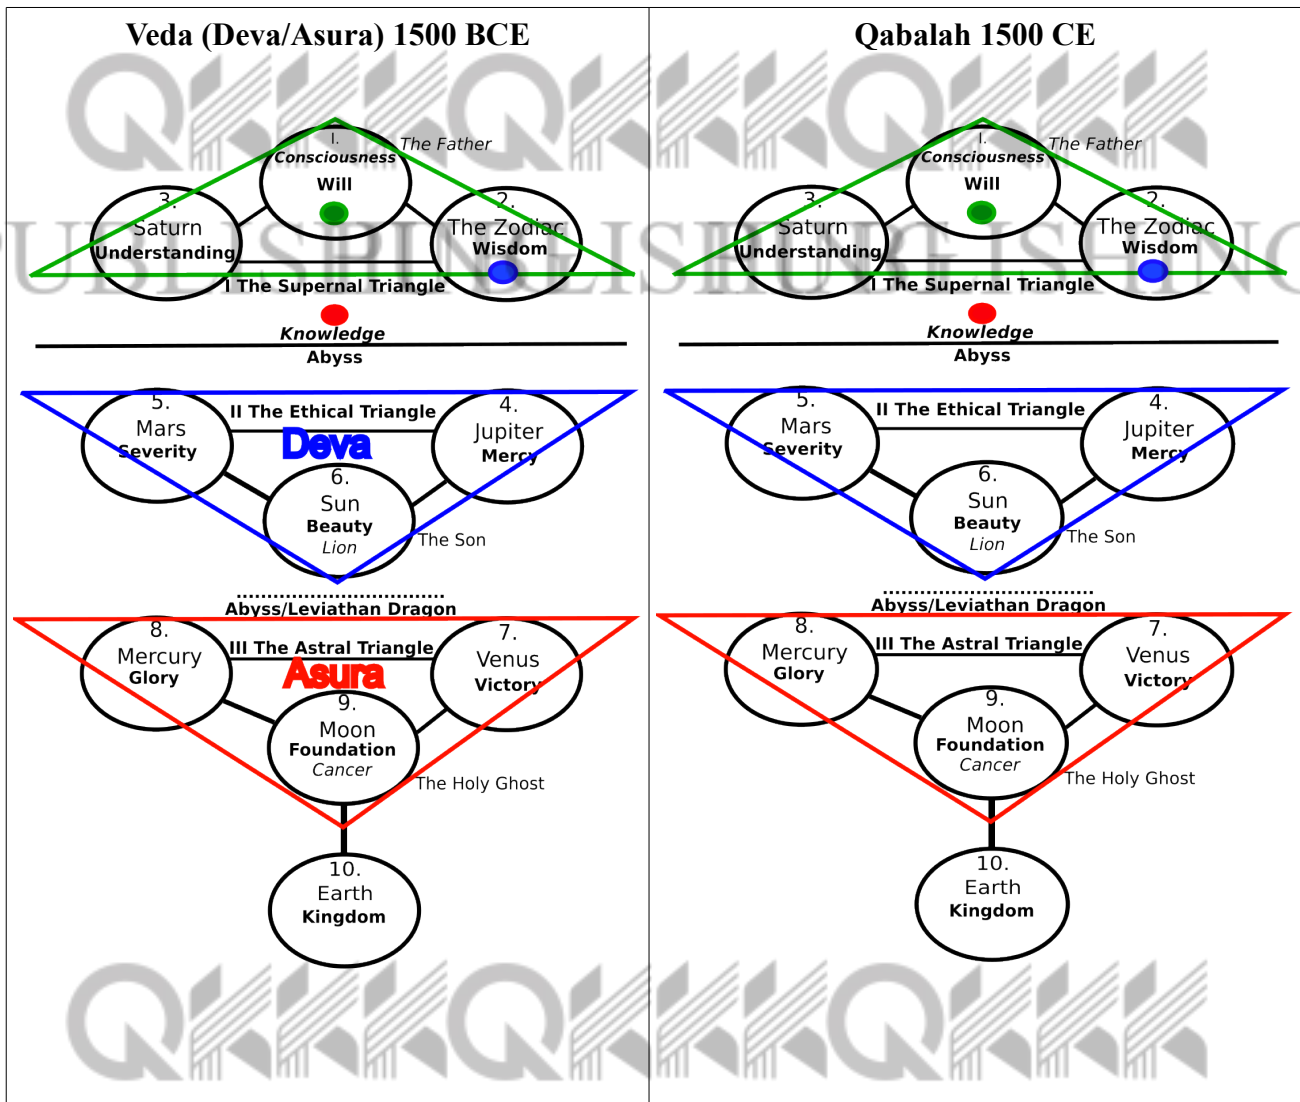 Veda (Deva/Asura) 1500 BCE
I.
Consciousness
The Father
Will
3.
Saturn
Understanding
2.
The Zodiac
Wisdom
I The Supernal Triangle
Knowledge
Abyss
5.
Mars
Severity
II The Ethical Triangle
Deva
4.
Jupiter
Mercy
6.
Sun
Beauty
Lion
The Son
Abyss/Leviathan Dragon
8.
Mercury
Glory
III The Astral Triangle
Asura
7.
Venus
Victory
9.
Moon
Foundation
Cancer
The Holy Ghost
10.
Earth
Kingdom
Qabalah 1500 CE
I.
Consciousness
The Father
Will
3.
Saturn
Understanding
2.
The Zodiac
Wisdom
I The Supernal Triangle
Knowledge
Abyss
5.
Mars
Severity
II The Ethical Triangle
4.
Jupiter
Mercy
6.
Sun
Beauty
Lion
The Son
Abyss/Leviathan Dragon
8.
Mercury
Glory
III The Astral Triangle
7.
Venus
Victory
9.
Moon
Foundation
Cancer
The Holy Ghost
10.
Earth
Kingdom